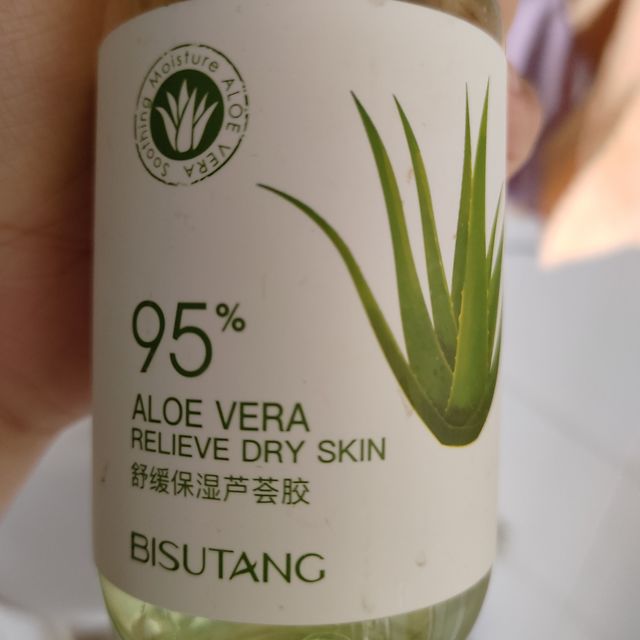 Soothing Moisture ALOE VERA
95%
ALOE VERA
RELIEVE DRY SKIN
舒缓保湿芦荟胶
BISUTANG